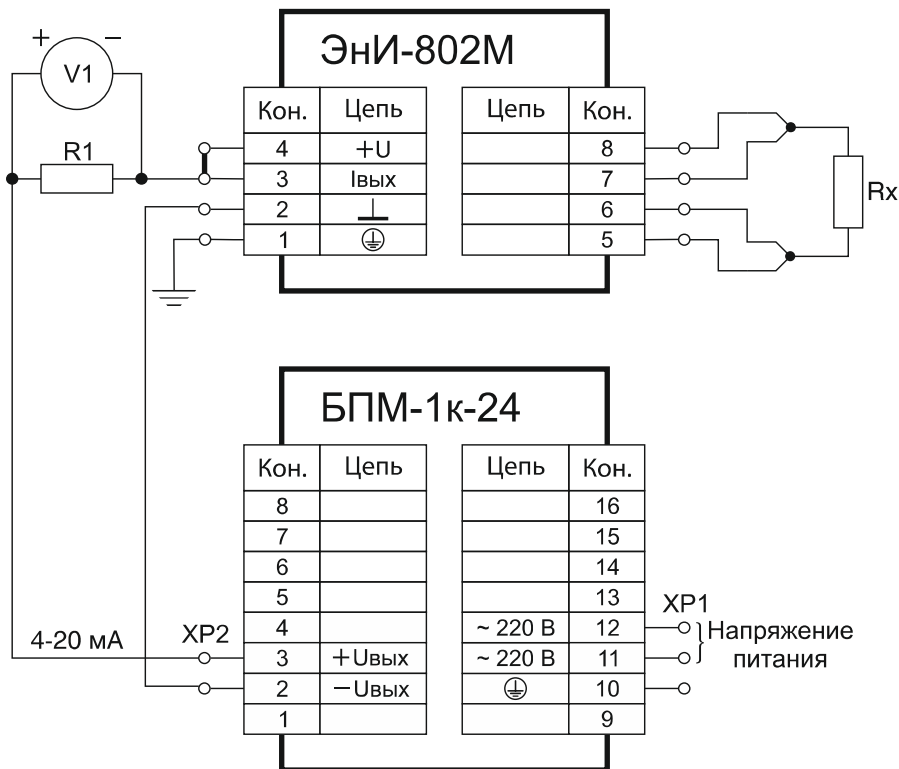 ЭнИ-802М
+ −
V1
R1
Кон. Цепь
4 +U
3 Iвых
2
1
Цепь Кон.
8
7
6
5
Rx
БПМ-1к-24
Кон. Цепь
8
7
6
5
4
3 +Uвых
2 −Uвых
1
XP2
4-20 мА
Цепь Кон.
16
15
14
13
~ 220 В 12
~ 220 В 11
10
9
XP1
Напряжение
питания